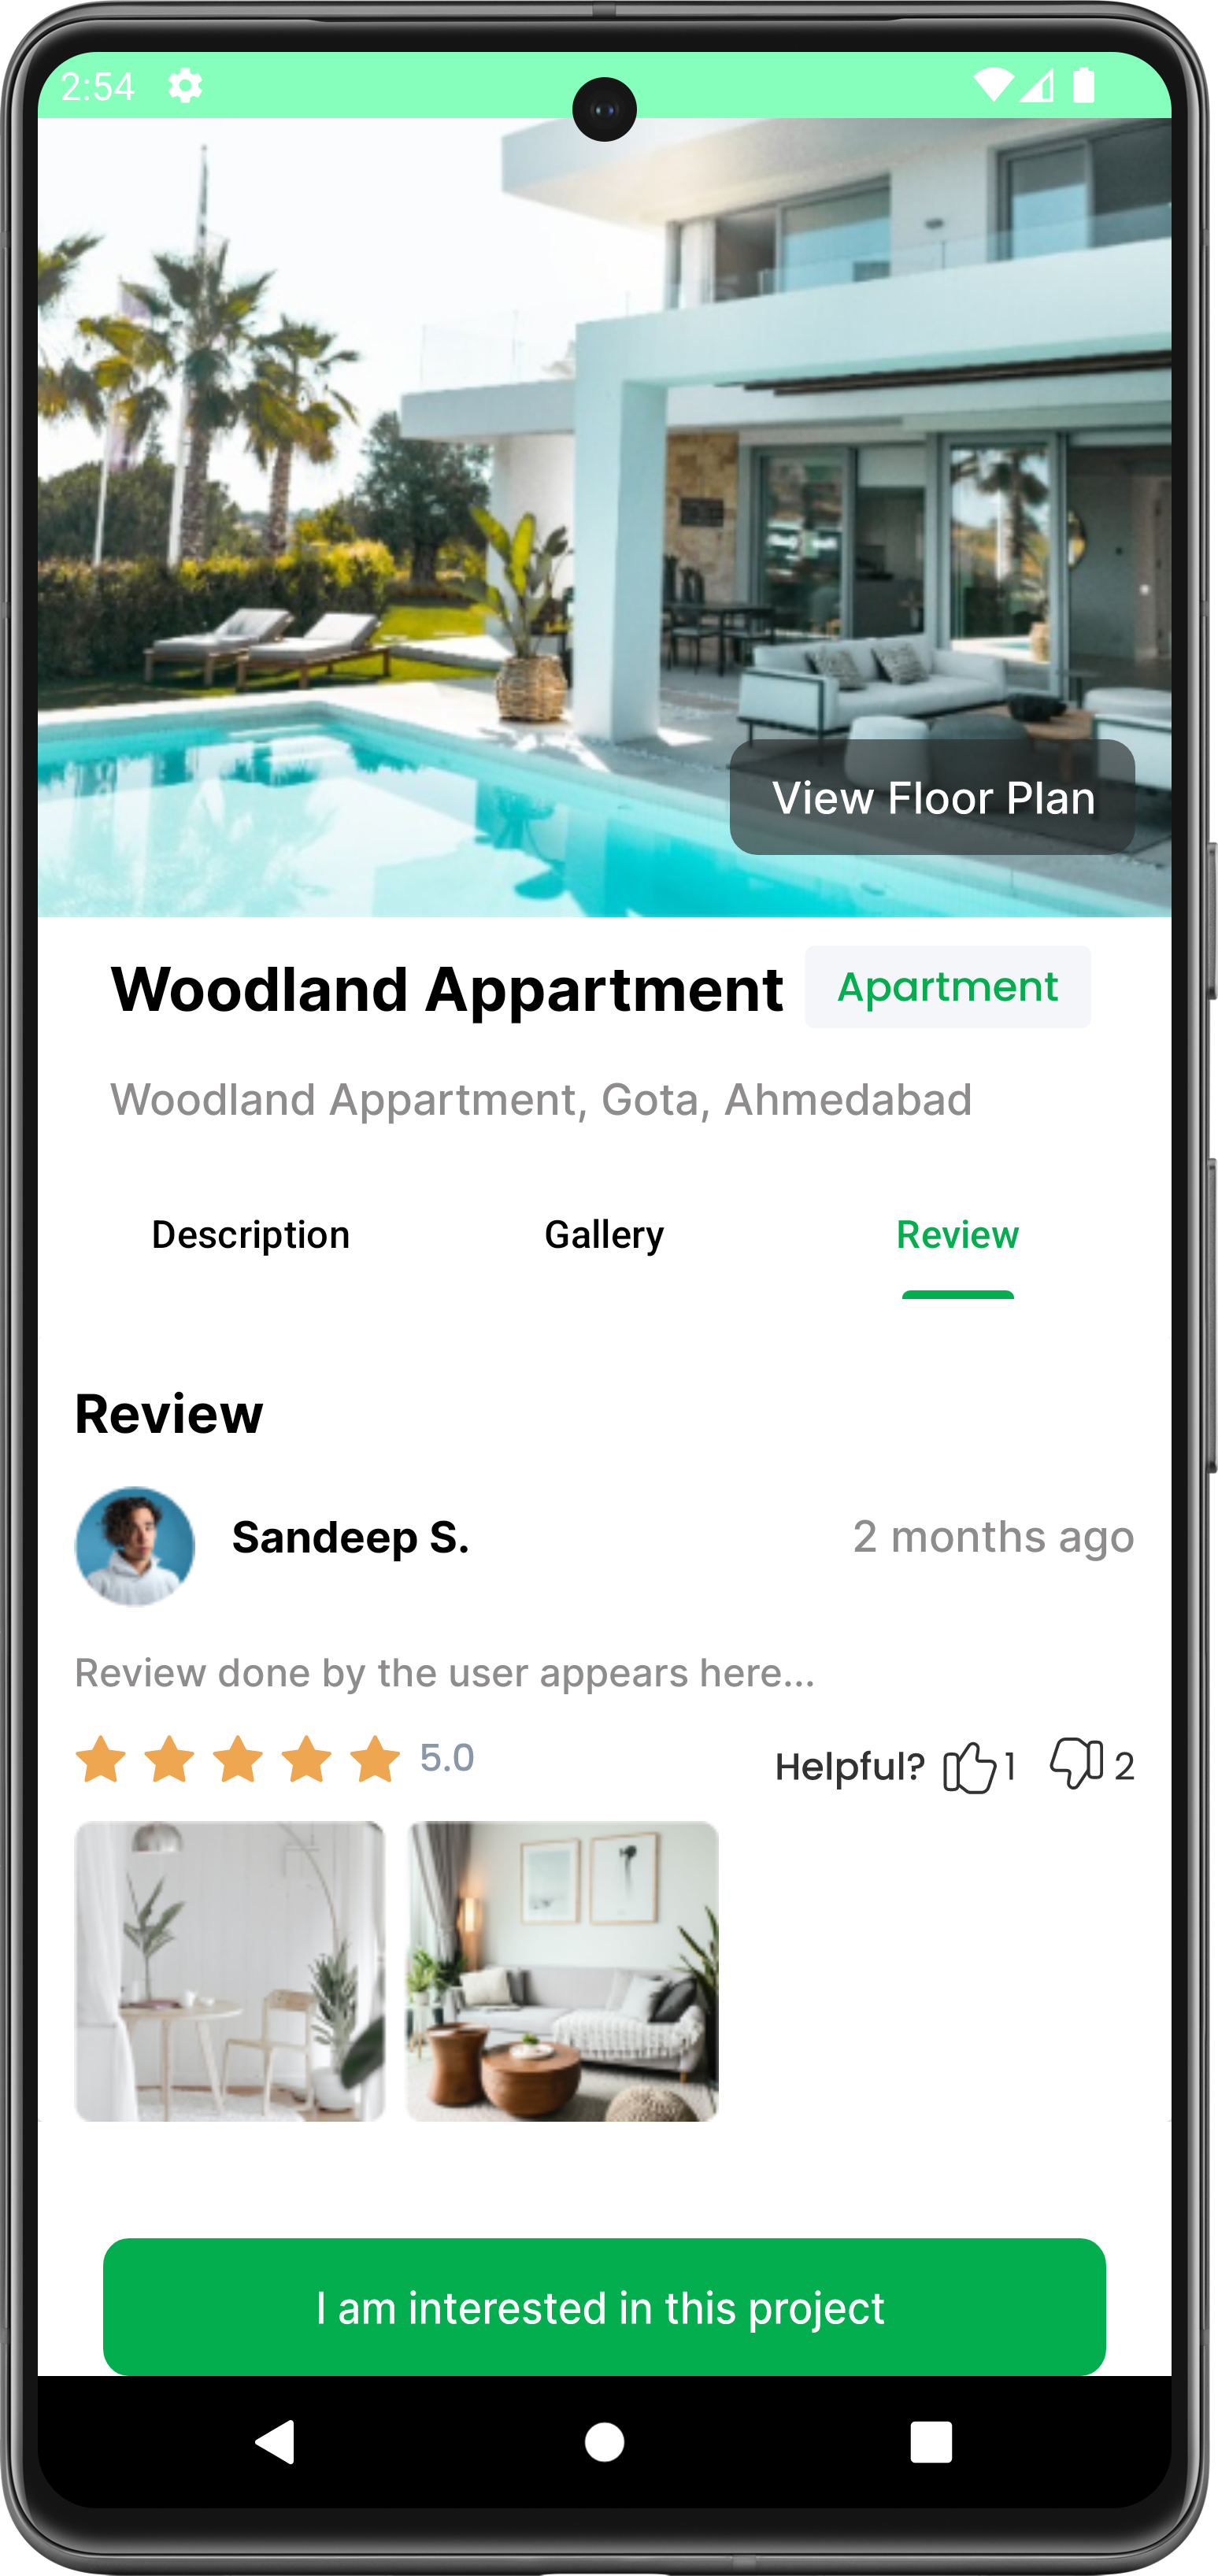 2:54
View Floor Plan
Woodland Appartment Apartment
Woodland Appartment, Gota, Ahmedabad
Description Gallery Review
Review
Sandeep S. 2 months ago
Review done by the user appears here...
5.0 Helpful? 1 2
I am interested in this project